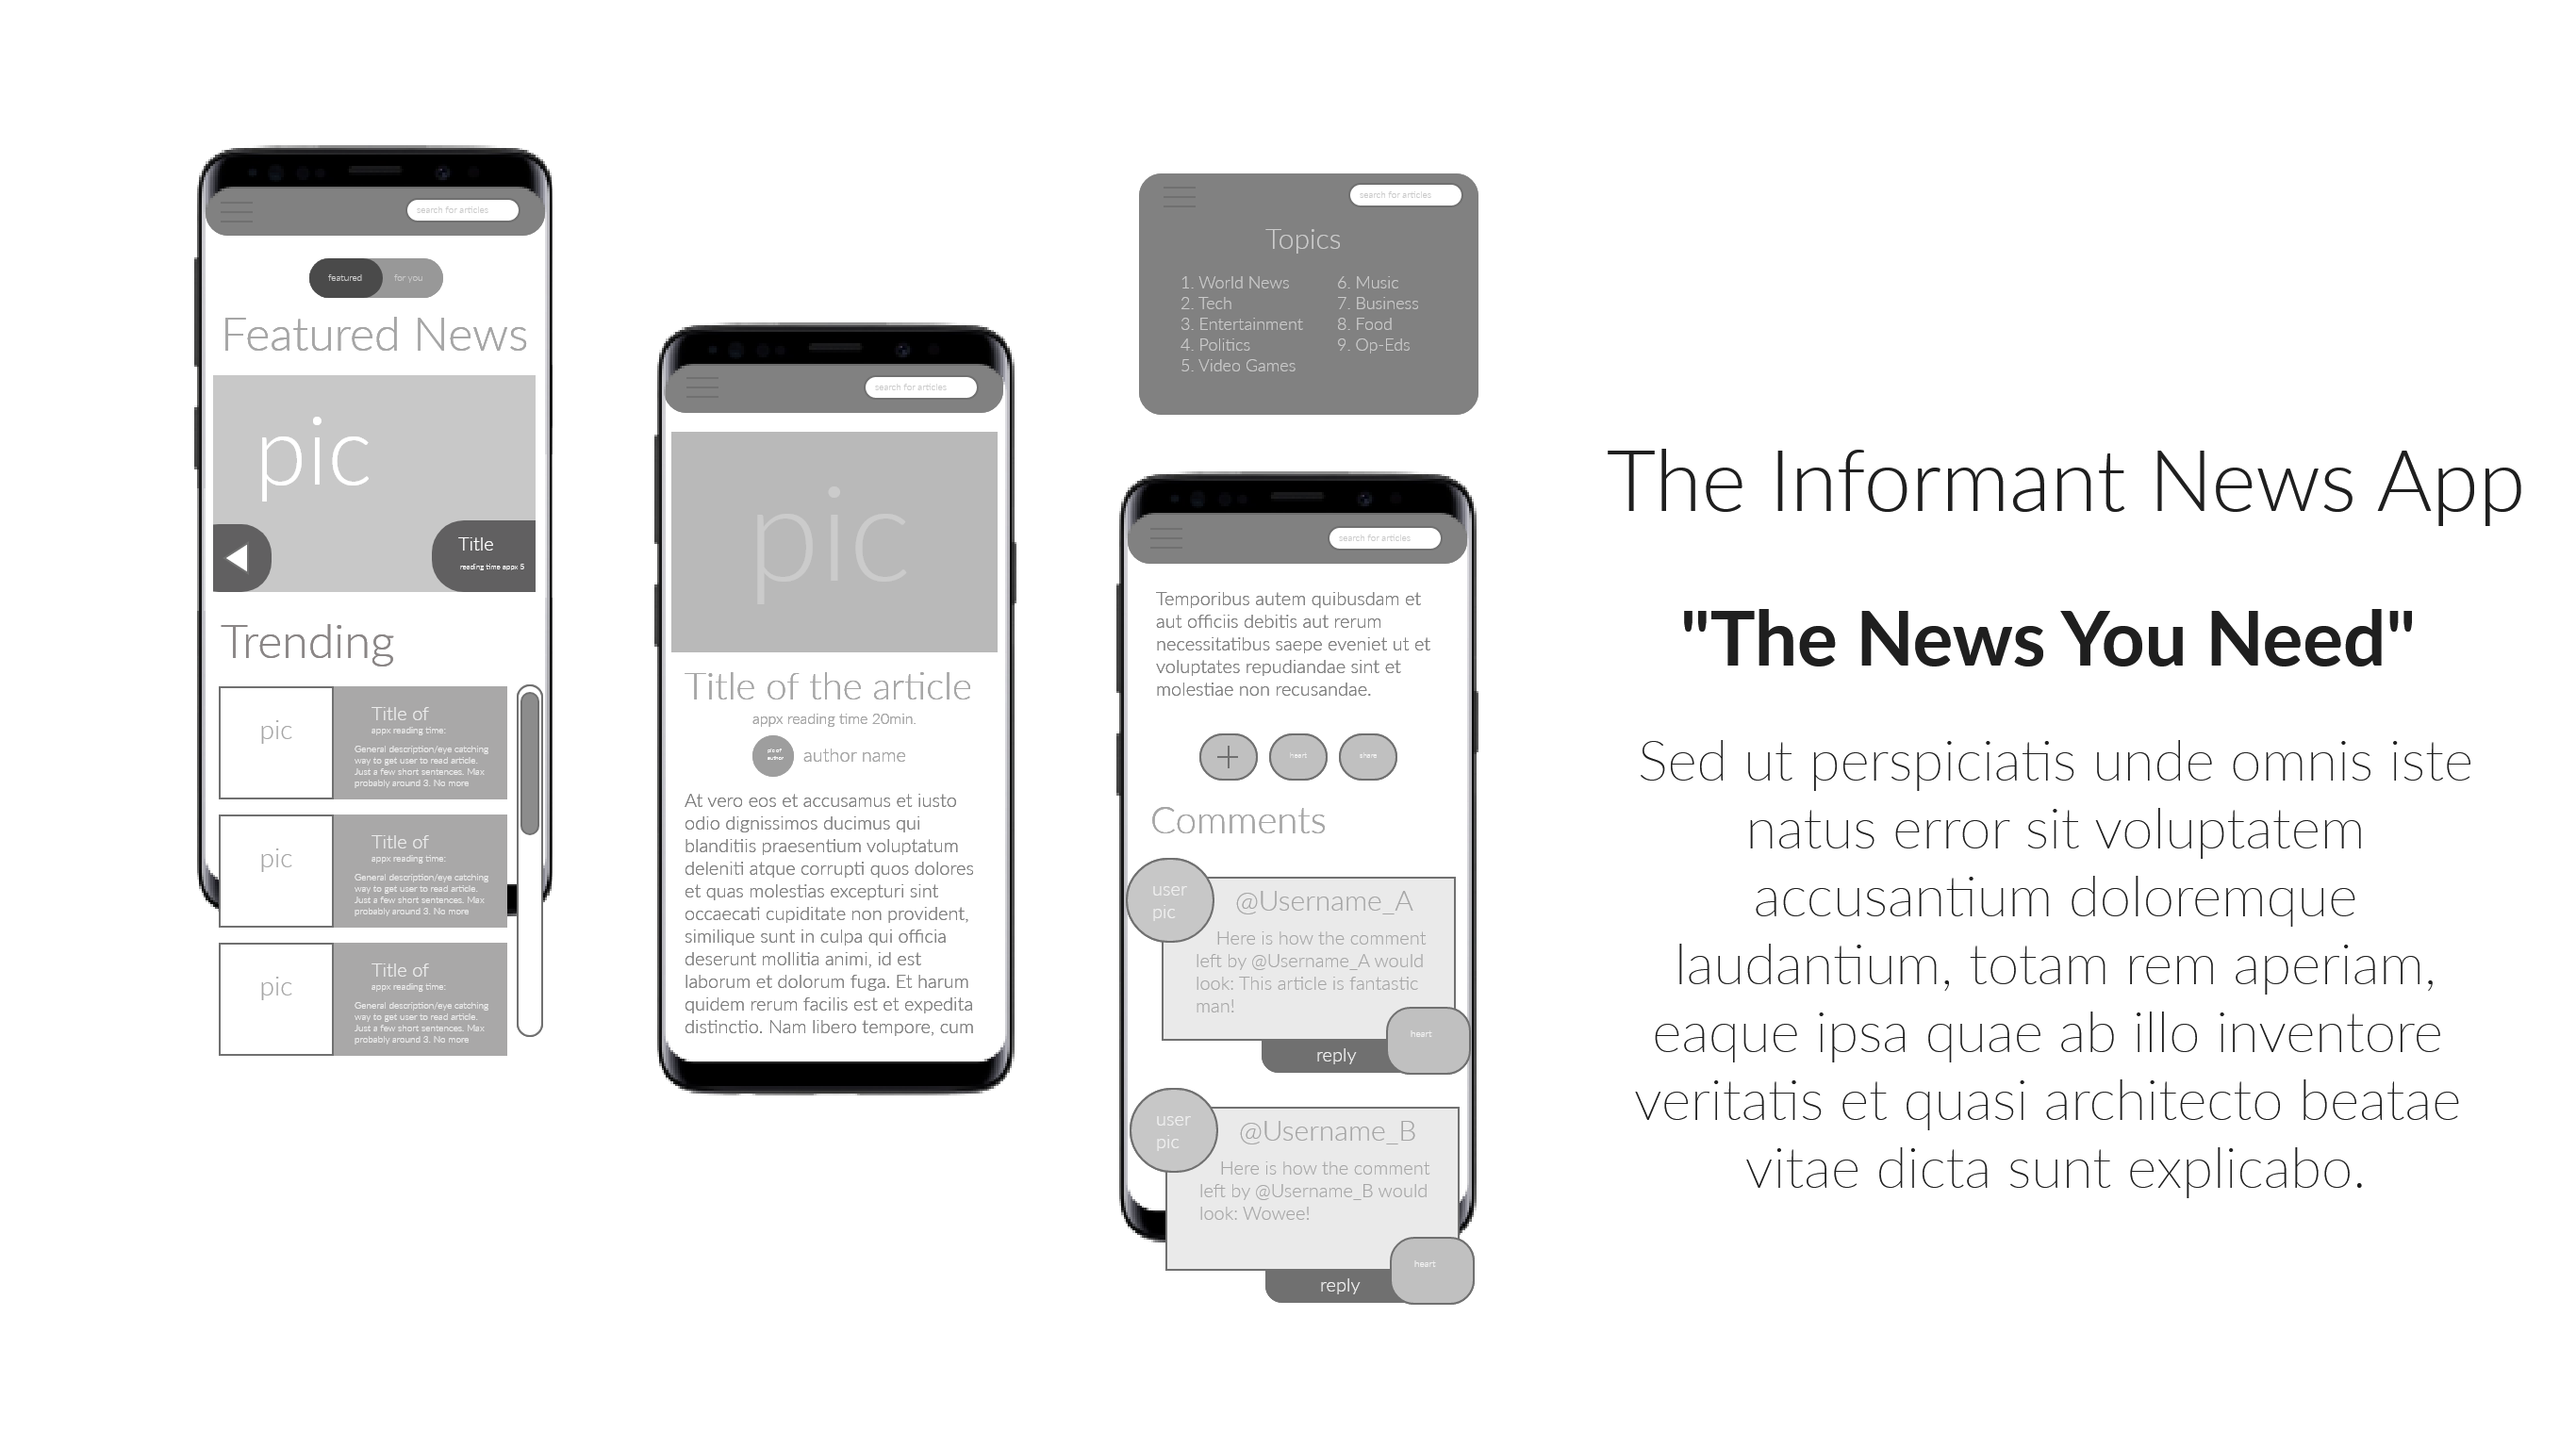 search for articles
featured
for you
Featured News
pic
Title
reading time appx 5
Trending
pic
Title of
appx reading time:
General description/eye catching
way to get user to read article.
Just a few short sentences. Max
probably around 3. No more
pic
Title of
appx reading time:
General description/eye catching
way to get user to read article.
Just a few short sentences. Max
probably around 3. No more
pic
Title of
appx reading time:
General description/eye catching
way to get user to read article.
Just a few short sentences. Max
probably around 3. No more
search for articles
pic
Title of the article
appx reading time 20min.
pic of
author
author name
At vero eos et accusamus et iusto
odio dignissimos ducimus qui
blanditiis praesentium voluptatum
deleniti atque corrupti quos dolores
et quas molestias excepturi sint
occaecati cupiditate non provident,
similique sunt in culpa qui officia
deserunt mollitia animi, id est
laborum et dolorum fuga. Et harum
quidem rerum facilis est et expedita
distinctio. Nam libero tempore, cum
search for articles
Topics
1. World News
2. Tech
3. Entertainment
4. Politics
5. Video Games
6. Music
7. Business
8. Food
9. Op-Eds
search for articles
Temporibus autem quibusdam et
aut officiis debitis aut rerum
necessitatibus saepe eveniet ut et
voluptates repudiandae sint et
molestiae non recusandae.
heart
share
Comments
user
pic
@Username_A
Here is how the comment
left by @Username_A would
look: This article is fantastic
man!
heart
reply
user
pic
@Username_B
Here is how the comment
left by @Username_B would
look: Wowee!
heart
reply
The Informant News App
"The News You Need"
Sed ut perspiciatis unde omnis iste
natus error sit voluptatem
accusantium doloremque
laudantium, totam rem aperiam,
eaque ipsa quae ab illo inventore
veritatis et quasi architecto beatae
vitae dicta sunt explicabo.